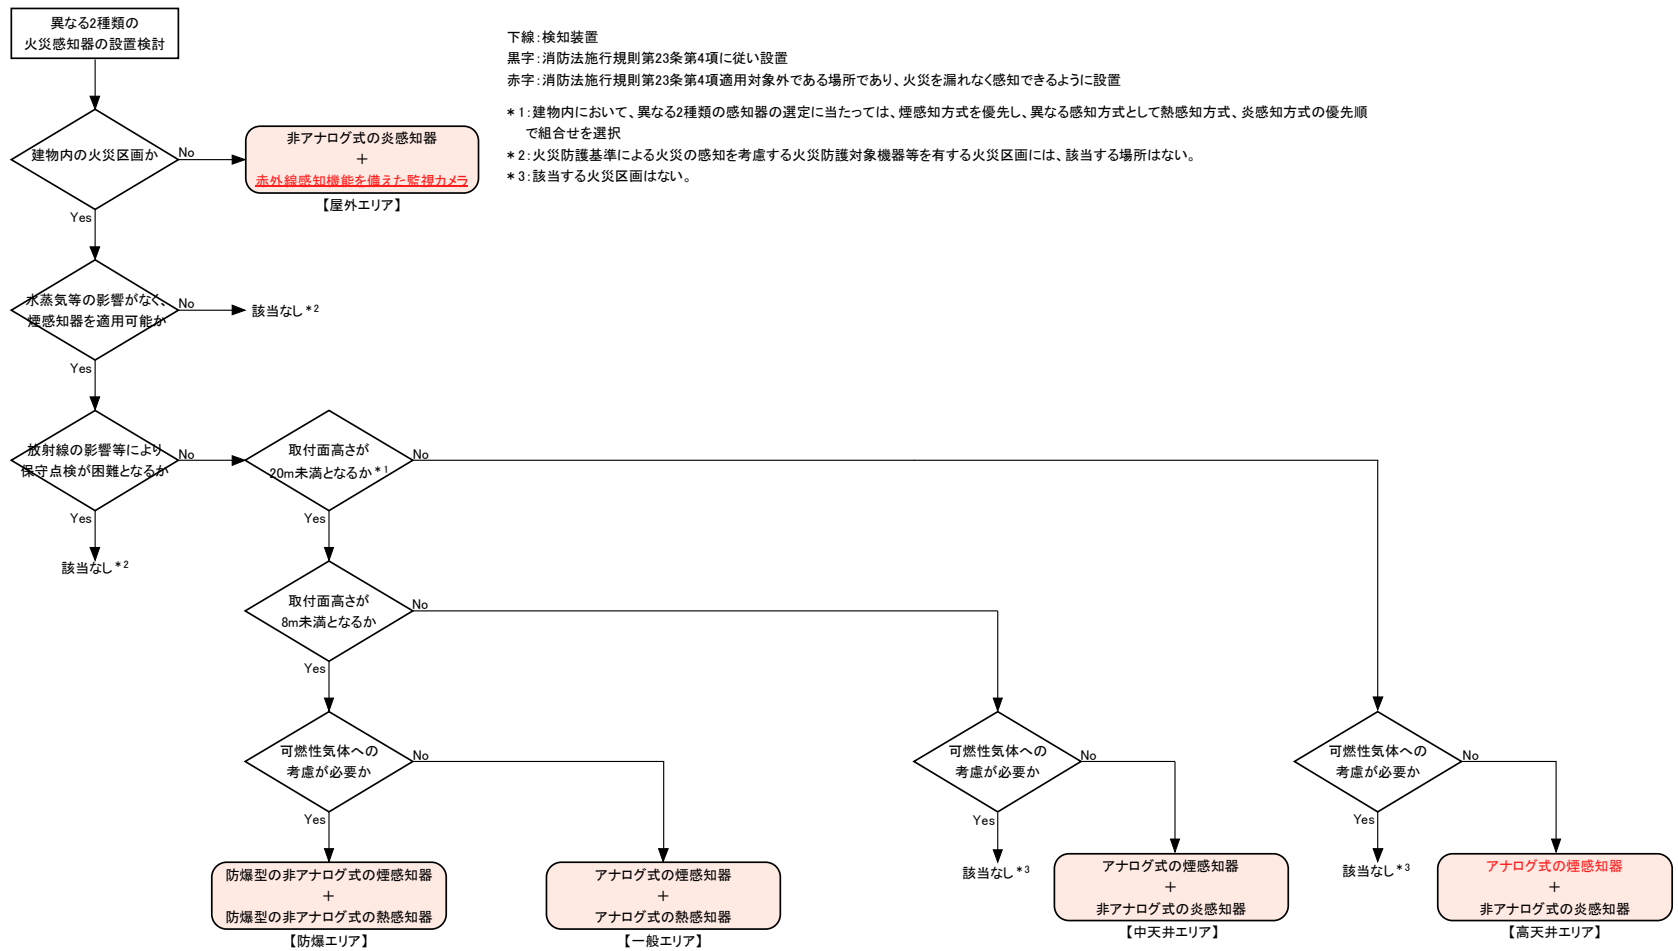 異なる2種類の
火災感知器の設置検討
下線：検知装置
黒字：消防法施行規則第23条第4項に従い設置
赤字：消防法施行規則第23条第4項適用対象外である場所であり、火災を漏れなく感知できるように設置
＊1：建物内において、異なる2種類の感知器の選定に当たっては、煙感知方式を優先し、異なる感知方式として熱感知方式、炎感知方式の優先順
で組合せを選択
＊2：火災防護基準による火災の感知を考慮する火災防護対象機器等を有する火災区画には、該当する場所はない。
＊3：該当する火災区画はない。
建物内の火災区画か
No
非アナログ式の炎感知器
＋
赤外線感知機能を備えた監視カメラ
【屋外エリア】
Yes
水蒸気等の影響がなく、
煙感知器を適用可能か
No
該当なし＊2
Yes
放射線の影響等により
保守点検が困難となるか
No
取付面高さが
20m未満となるか＊1
No
Yes
該当なし＊2
Yes
取付面高さが
8m未満となるか
No
Yes
可燃性気体への
考慮が必要か
No
可燃性気体への
考慮が必要か
No
可燃性気体への
考慮が必要か
No
Yes
Yes
Yes
防爆型の非アナログ式の煙感知器
＋
防爆型の非アナログ式の熱感知器
【防爆エリア】
アナログ式の煙感知器
＋
アナログ式の熱感知器
【一般エリア】
該当なし＊3
アナログ式の煙感知器
＋
非アナログ式の炎感知器
【中天井エリア】
該当なし＊3
アナログ式の煙感知器
＋
非アナログ式の炎感知器
【高天井エリア】